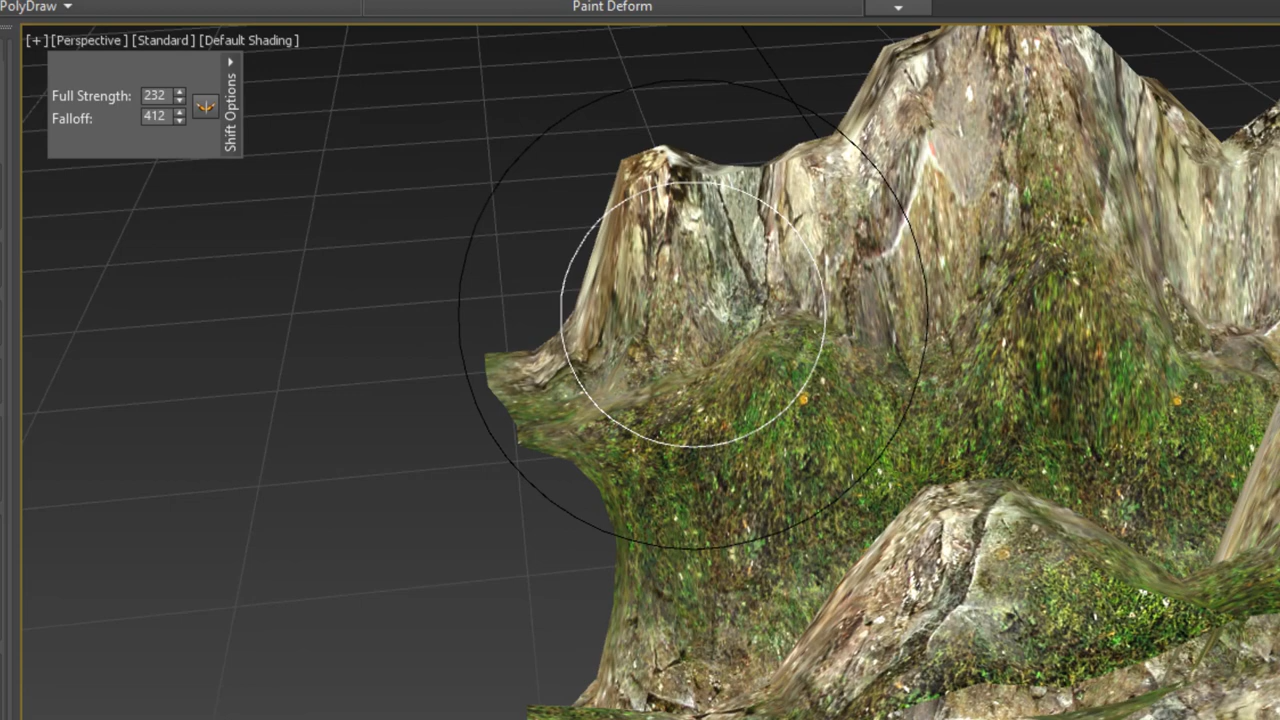 PolyDraw
Paint Deform
[+] [Perspective ] [Standard ] [Default Shading ]
Full Strength: 232
Falloff: 412
Shift Options